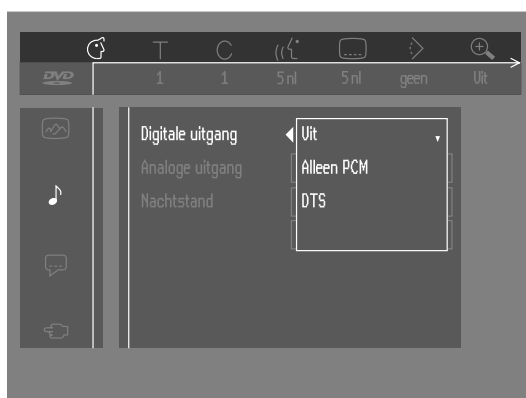 T C
DVD 1 1 5 nl 5 nl geen Uit
Digitale uitgang Uit
Analoge uitgang Alleen PCM
Nachtstand DTS